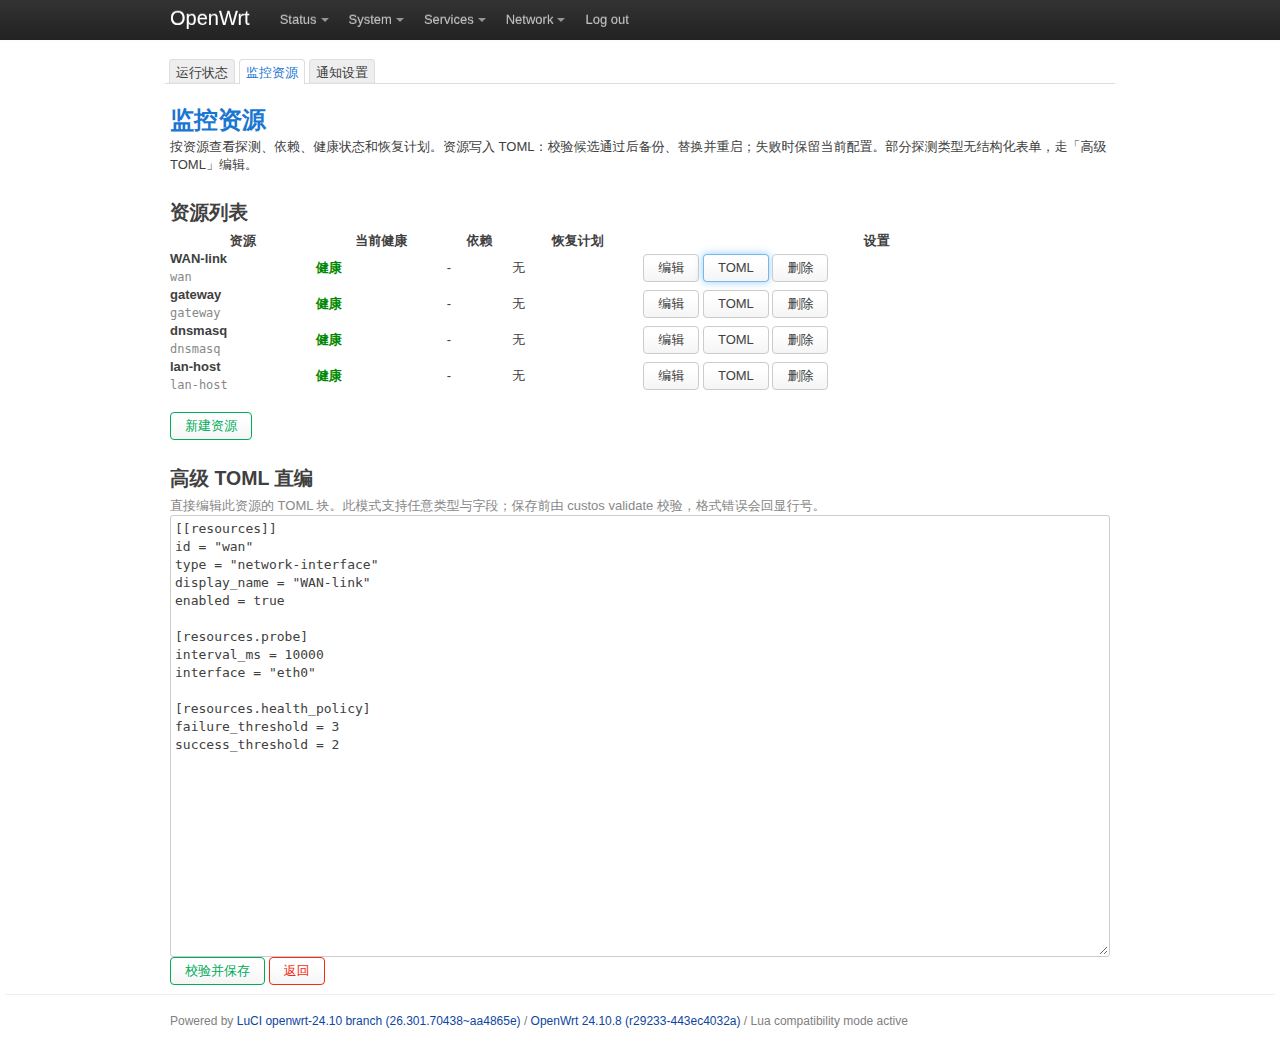 OpenWrt Status System Services Network Log out
运行状态 监控资源 通知设置
监控资源
按资源查看探测、依赖、健康状态和恢复计划。资源写入 TOML：校验候选通过后备份、替换并重启；失败时保留当前配置。部分探测类型无结构化表单，走「高级
TOML」编辑。
资源列表
资源 当前健康 依赖 恢复计划 设置
WAN-link
wan
健康 - 无 编辑 TOML 删除
gateway
gateway
健康 - 无 编辑 TOML 删除
dnsmasq
dnsmasq
健康 - 无 编辑 TOML 删除
lan-host
lan-host
健康 - 无 编辑 TOML 删除
新建资源
高级 TOML 直编
直接编辑此资源的 TOML 块。此模式支持任意类型与字段；保存前由 custos validate 校验，格式错误会回显行号。
[[resources]]
id = "wan"
type = "network-interface"
display_name = "WAN-link"
enabled = true
[resources.probe]
interval_ms = 10000
interface = "eth0"
[resources.health_policy]
failure_threshold = 3
success_threshold = 2
校验并保存 返回
Powered by LuCI openwrt-24.10 branch (26.301.70438~aa4865e) / OpenWrt 24.10.8 (r29233-443ec4032a) / Lua compatibility mode active